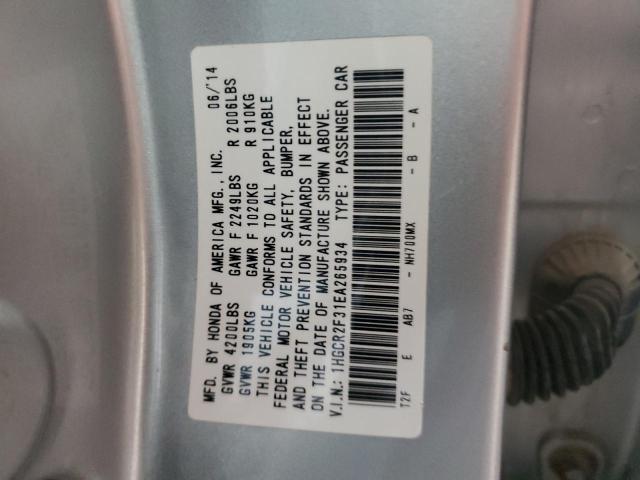 MFD. BY HONDA OF AMERICA MFG., INC. 06/'14
GVWR 4200LBS GAWR F 2249LBS R 2006LBS
GVWR 1905KG GAWR F 1020KG R 910KG
THIS VEHICLE CONFORMS TO ALL APPLICABLE
FEDERAL MOTOR VEHICLE SAFETY, BUMPER,
AND THEFT PREVENTION STANDARDS IN EFFECT
ON THE DATE OF MANUFACTURE SHOWN ABOVE.
V.I.N.: 1HGCR2F31EA265934 TYPE: PASSENGER CAR
T2F E AB7 - NH700MX - B - A